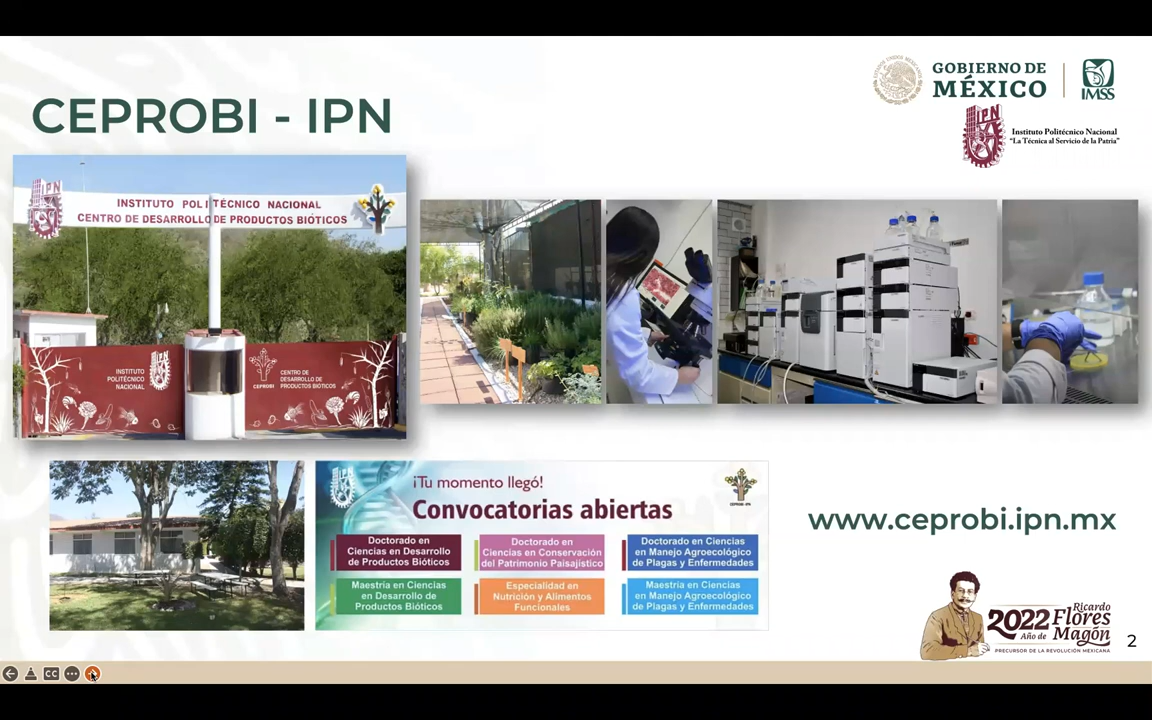 CEPROBI - IPN
GOBIERNO DE
MÉXICO
IMSS
IPN
Instituto Politécnico Nacional
"La Técnica al Servicio de la Patria"
IPN
INSTITUTO POLITÉCNICO NACIONAL
CENTRO DE DESARROLLO DE PRODUCTOS BIÓTICOS
INSTITUTO
POLITÉCNICO
NACIONAL
CEPROBI
CENTRO DE
DESARROLLO DE
PRODUCTOS BIÓTICOS
¡Tu momento llegó!
Convocatorias abiertas
CEPROBI-IPN
Doctorado en
Ciencias en Desarrollo
de Productos Bióticos
Doctorado en
Ciencias en Conservación
del Patrimonio Paisajístico
Doctorado en Ciencias
en Manejo Agroecológico
de Plagas y Enfermedades
Maestría en Ciencias
en Desarrollo de
Productos Bióticos
Especialidad en
Nutrición y Alimentos
Funcionales
Maestría en Ciencias
en Manejo Agroecológico
de Plagas y Enfermedades
www.ceprobi.ipn.mx
2022 Ricardo
Flores
Año de Magón
PRECURSOR DE LA REVOLUCIÓN MEXICANA
2
CC